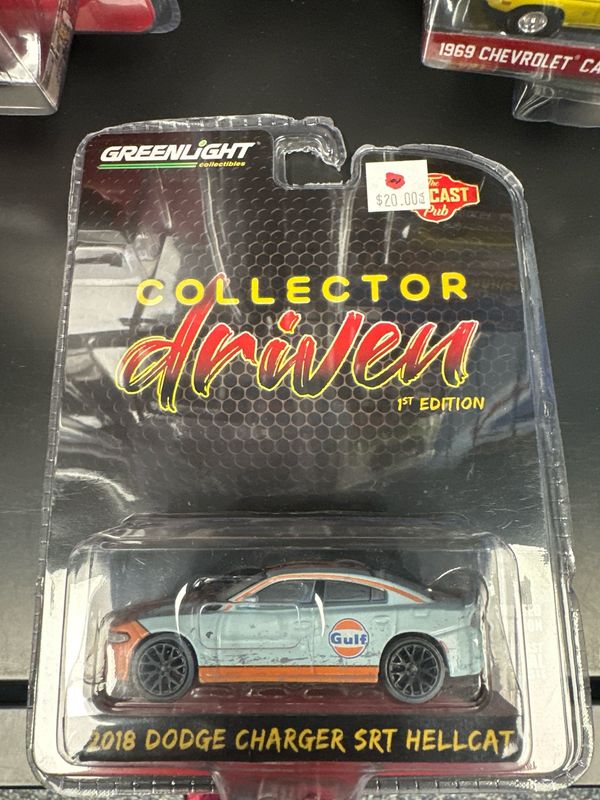 1969 CHEVROLET CA
GREENLIGHT
collectibles
$20.00
The
CAST
Pub
COLLECTOR
driven
1ST EDITION
Gulf
2018 DODGE CHARGER SRT HELLCAT